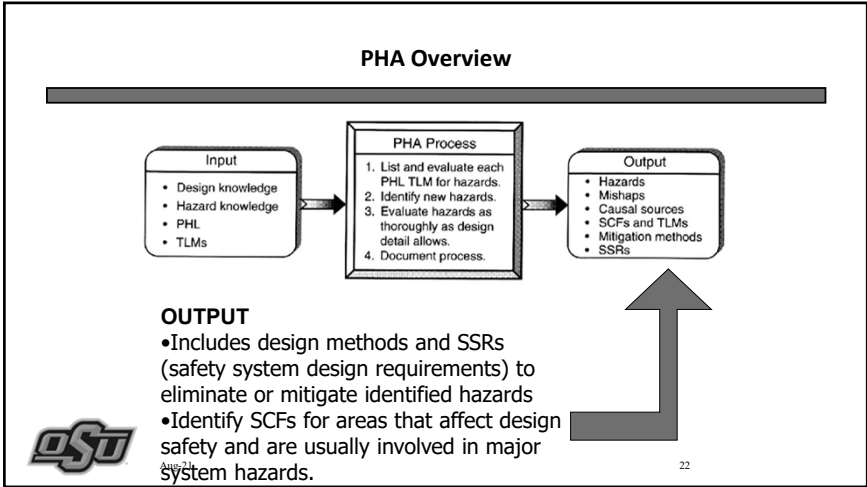 PHA Overview
Input
• Design knowledge
• Hazard knowledge
• PHL
• TLMs
PHA Process
1. List and evaluate each
PHL TLM for hazards.
2. Identify new hazards.
3. Evaluate hazards as
thoroughly as design
detail allows.
4. Document process.
Output
• Hazards
• Mishaps
• Causal sources
• SCFs and TLMs
• Mitigation methods
• SSRs
OUTPUT
•Includes design methods and SSRs
(safety system design requirements) to
eliminate or mitigate identified hazards
•Identify SCFs for areas that affect design
safety and are usually involved in major
system hazards.
OSU
Aug-21
22